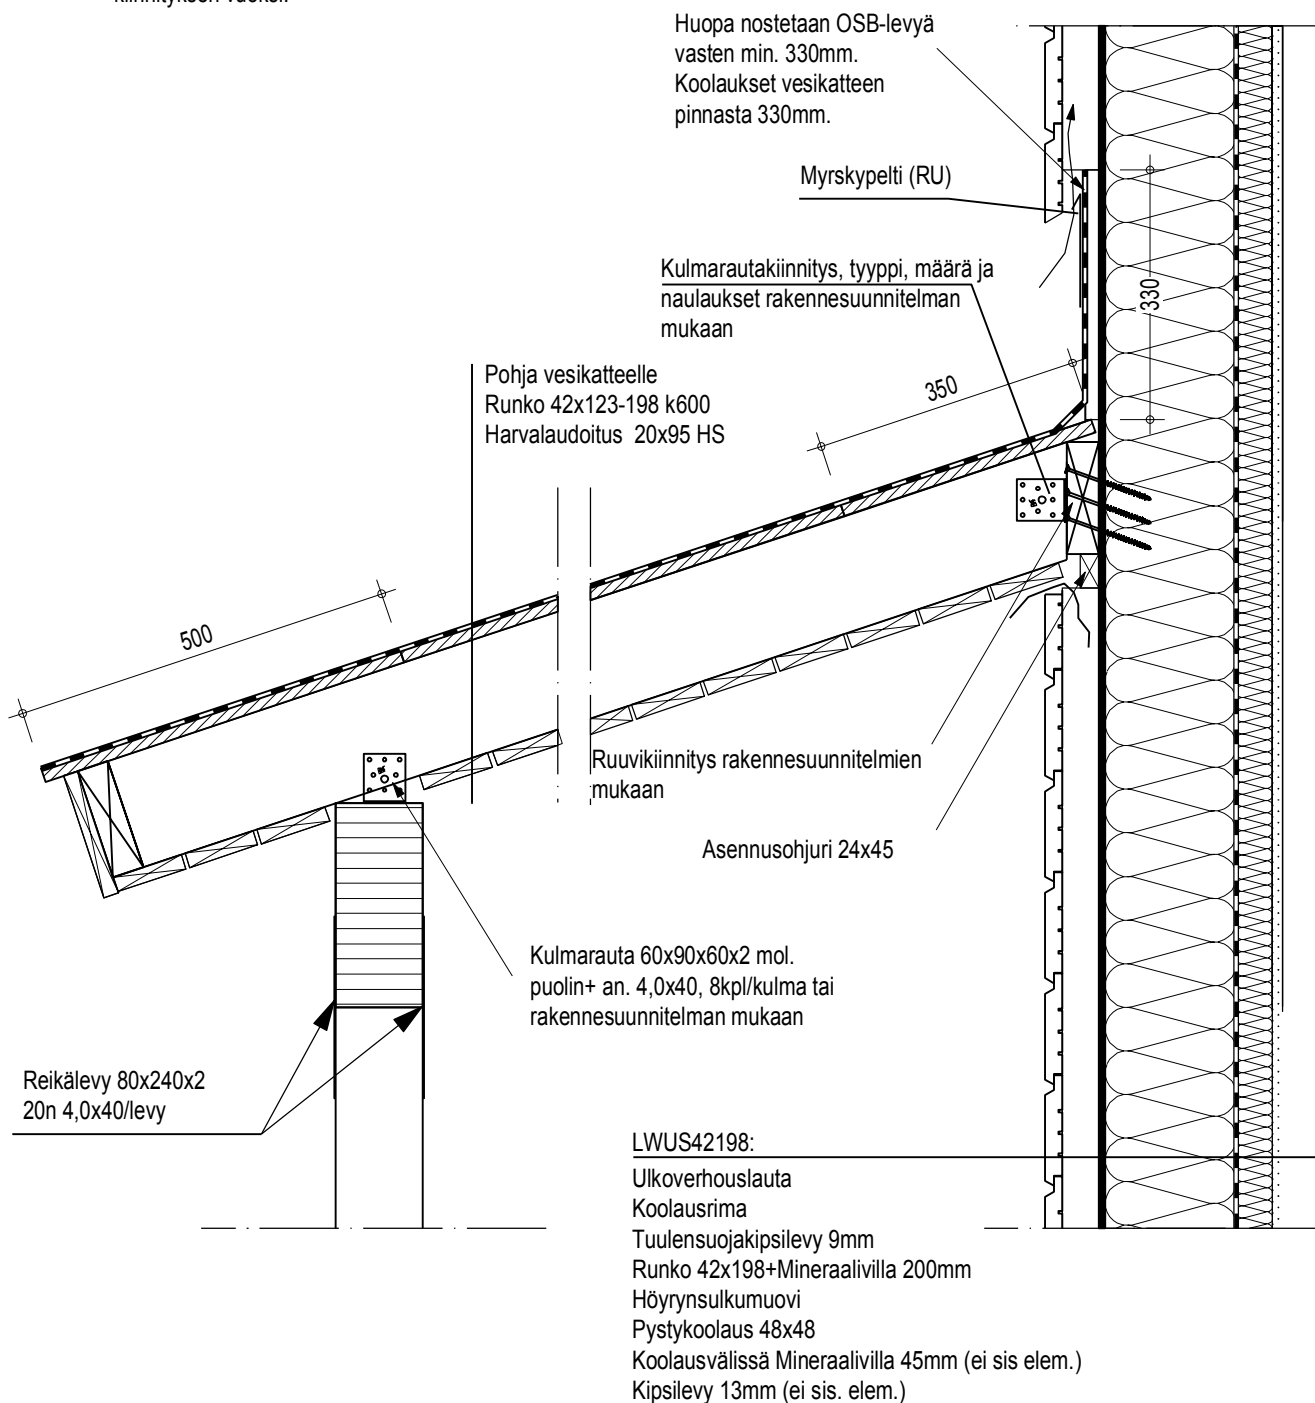 Huopa nostetaan OSB-levyä
vasten min. 330mm.
Koolaukset vesikatteen
pinnasta 330mm.
Myrskypelti (RU)
Kulmarautakiinnitys, tyyppi, määrä ja
naulaukset rakennesuunnitelman
mukaan
330
Pohja vesikatteelle
Runko 42x123-198 k600
Harvalaudoitus 20x95 HS
350
500
Ruuvikiinnitys rakennesuunnitelmien
mukaan
Asennusohjuri 24x45
Kulmarauta 60x90x60x2 mol.
puolin+ an. 4,0x40, 8kpl/kulma tai
rakennesuunnitelman mukaan
Reikälevy 80x240x2
20n 4,0x40/levy
LWUS42198:
Ulkoverhouslauta
Koolausrima
Tuulensuojakipsilevy 9mm
Runko 42x198+Mineraalivilla 200mm
Höyrynsulkumuovi
Pystykoolaus 48x48
Koolausvälissä Mineraalivilla 45mm (ei sis elem.)
Kipsilevy 13mm (ei sis. elem.)